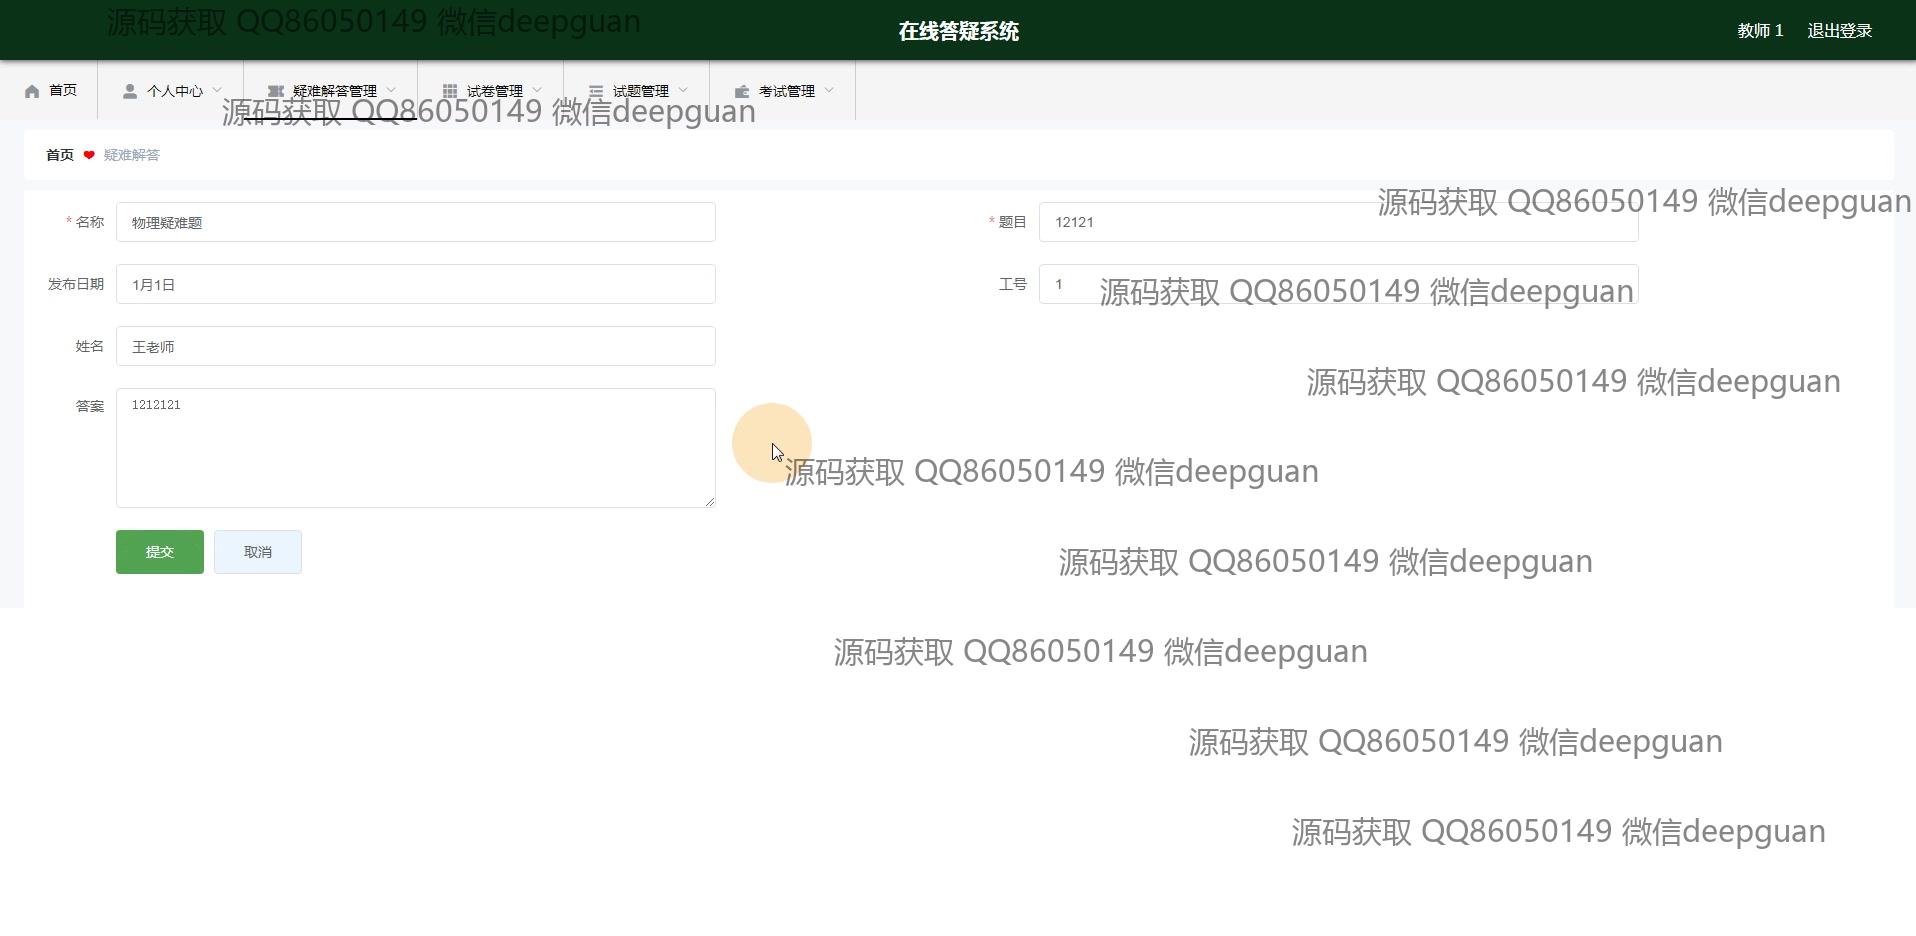 源码获取 QQ86050149 微信deepguan
在线答疑系统
教师 1 退出登录
首页 个人中心 疑难解答管理 试卷管理 试题管理 考试管理
源码获取 QQ86050149 微信deepguan
首页 疑难解答
源码获取 QQ86050149 微信deepguan
* 名称 物理疑难题
* 题目 12121
发布日期 1月1日
工号 1
源码获取 QQ86050149 微信deepguan
姓名 王老师
源码获取 QQ86050149 微信deepguan
答案 1212121
源码获取 QQ86050149 微信deepguan
提交 取消
源码获取 QQ86050149 微信deepguan
源码获取 QQ86050149 微信deepguan
源码获取 QQ86050149 微信deepguan
源码获取 QQ86050149 微信deepguan